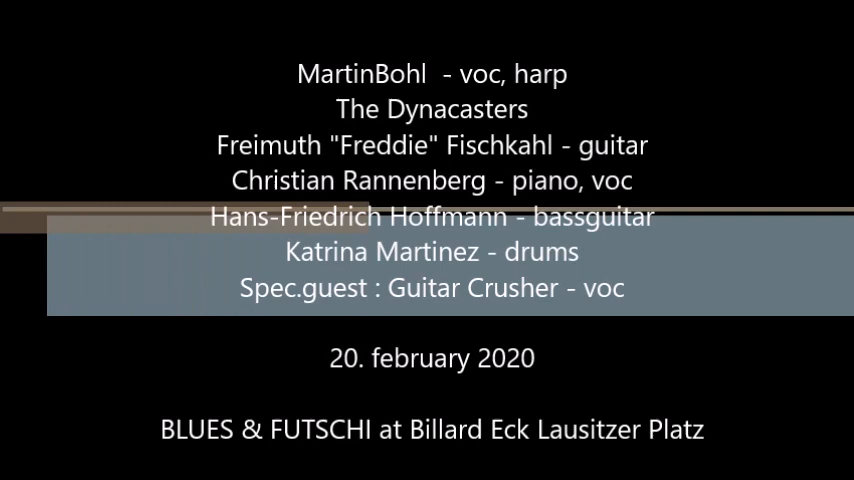 MartinBohl  - voc, harp
The Dynacasters
Freimuth "Freddie" Fischkahl - guitar
Christian Rannenberg - piano, voc
Hans-Friedrich Hoffmann - bassguitar
Katrina Martinez - drums
Spec.guest : Guitar Crusher - voc
20. february 2020
BLUES & FUTSCHI at Billard Eck Lausitzer Platz